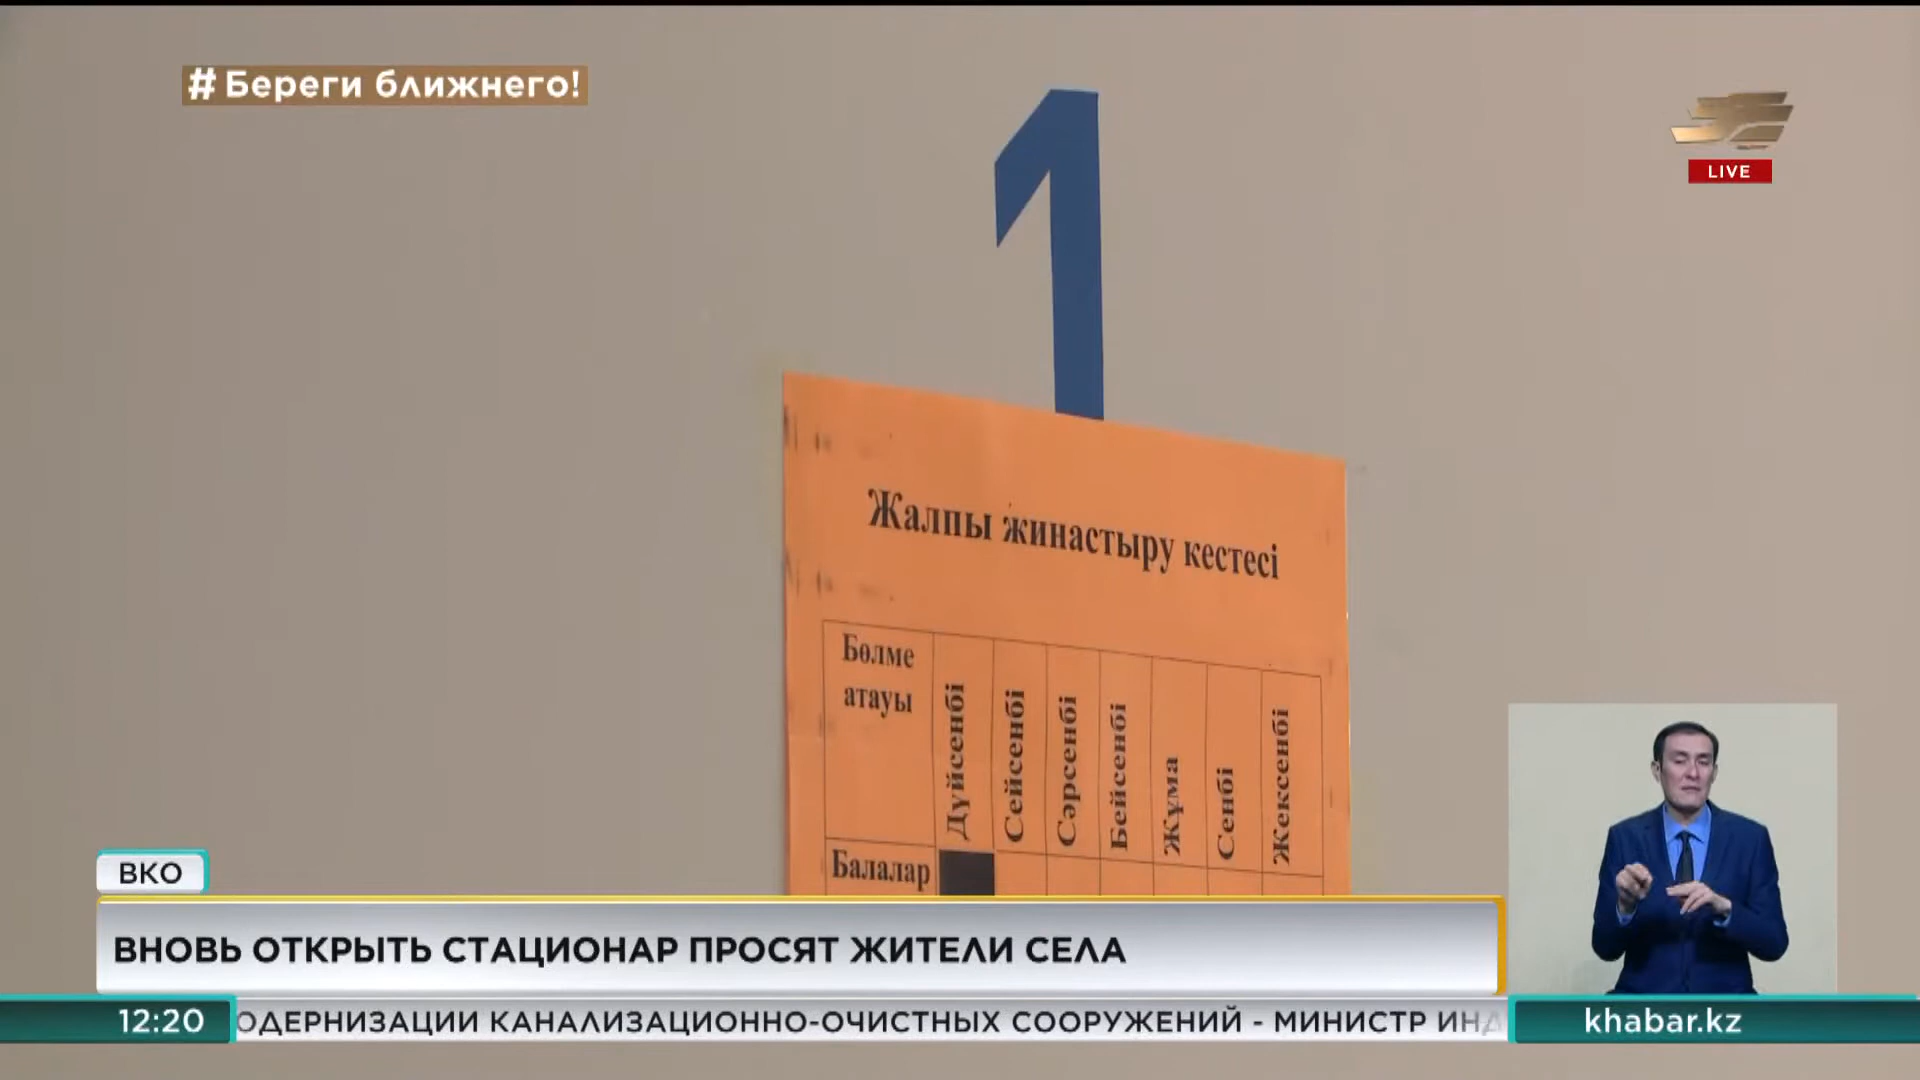 #Береги ближнего!
LIVE
1
Жалпы жинастыру кестесі
Бөлме
атауы
Дүйсенбі
Сейсенбі
Сәрсенбі
Бейсенбі
Жұма
Сенбі
Жексенбі
Балалар
ВКО
ВНОВЬ ОТКРЫТЬ СТАЦИОНАР ПРОСЯТ ЖИТЕЛИ СЕЛА
12:20
ОДЕРНИЗАЦИИ КАНАЛИЗАЦИОННО-ОЧИСТНЫХ СООРУЖЕНИЙ - МИНИСТР ИНД
khabar.kz